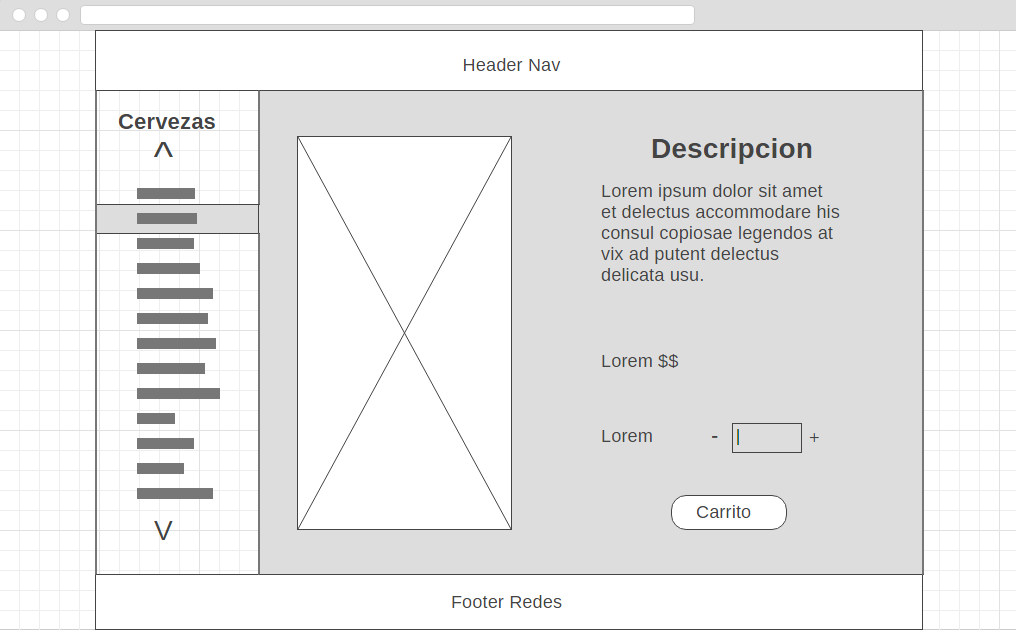 Header Nav
Cervezas
^
V
Descripcion
Lorem ipsum dolor sit amet
et delectus accommodare his
consul copiosae legendos at
vix ad putent delectus
delicata usu.
Lorem $$
Lorem - +
Carrito
Footer Redes